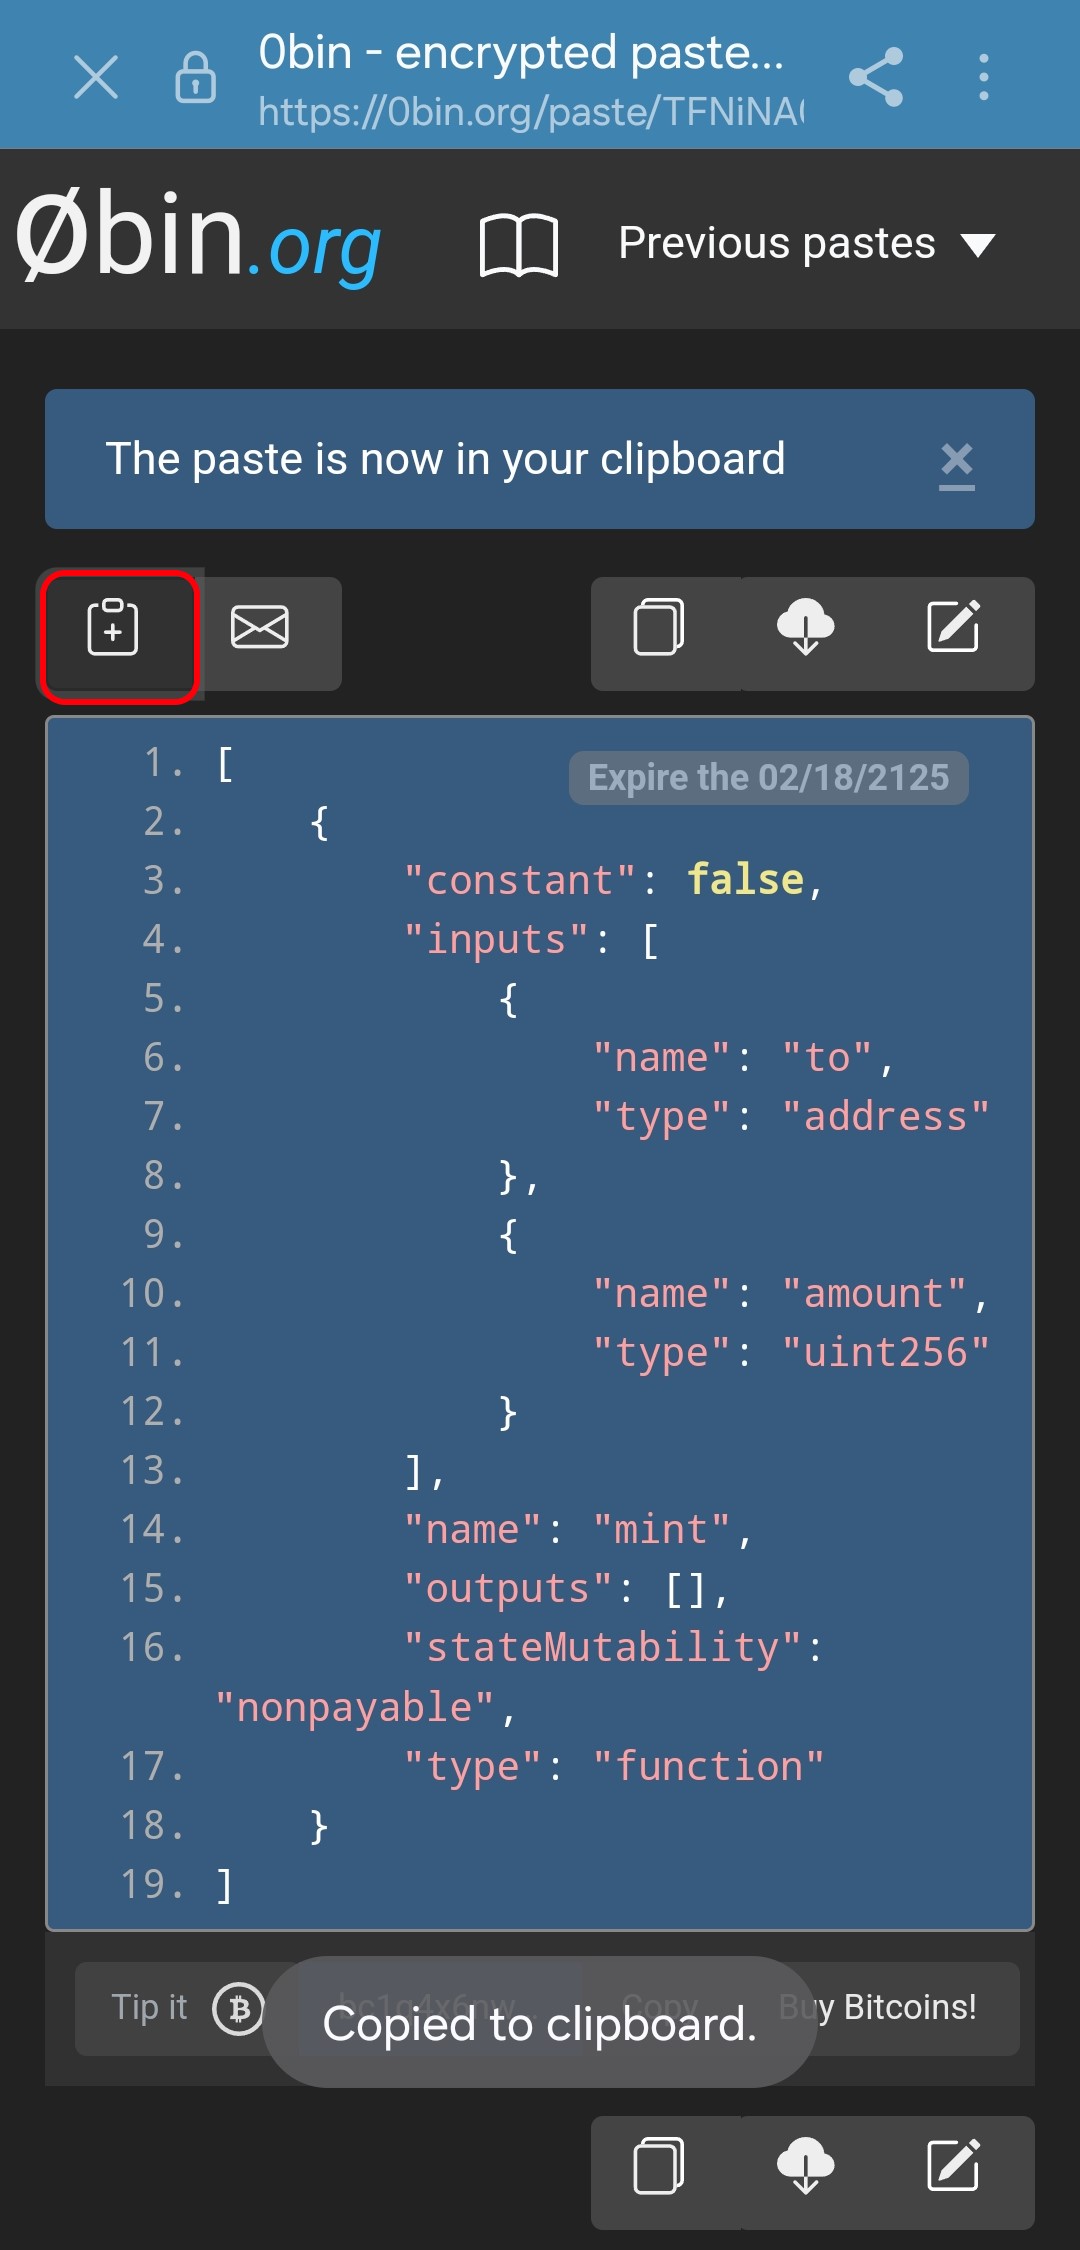 0bin - encrypted paste...
https://0bin.org/paste/TFNiNA
Øbin.org
Previous pastes
The paste is now in your clipboard
Expire the 02/18/2125
1. [
2. {
3. "constant": false,
4. "inputs": [
5. {
6. "name": "to",
7. "type": "address"
8. },
9. {
10. "name": "amount",
11. "type": "uint256"
12. }
13. ],
14. "name": "mint",
15. "outputs": [],
16. "stateMutability":
"nonpayable",
17. "type": "function"
18. }
19. ]
Tip it bc1q4x6nw... Copy Buy Bitcoins!
Copied to clipboard.